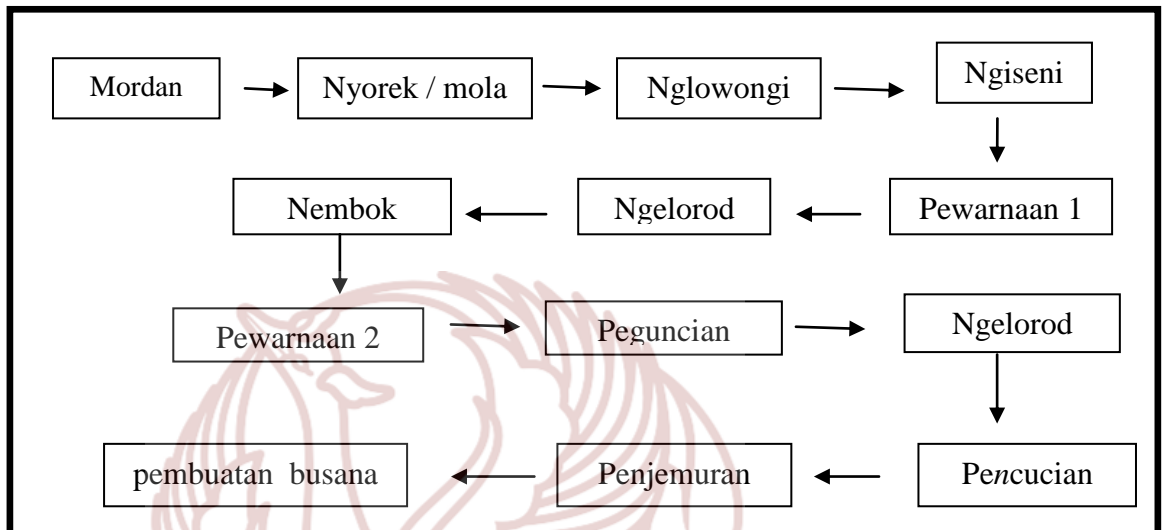 Mordan
Nyorek / mola
Nglowongi
Ngiseni
Pewarnaan 1
Ngelorod
Nembok
Pewarnaan 2
Peguncian
Ngelorod
Pencucian
Penjemuran
pembuatan busana